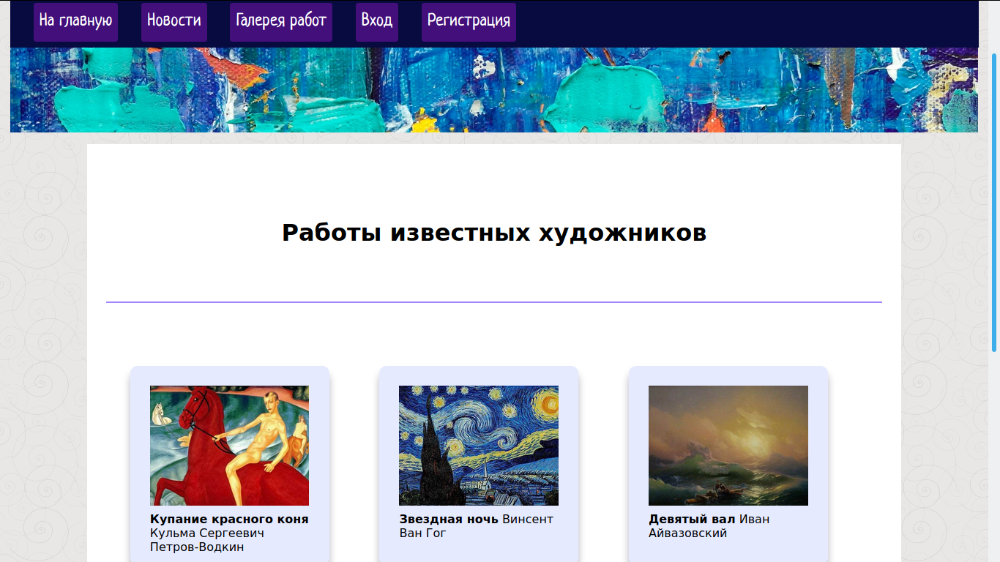 На главную Новости Галерея работ Вход Регистрация
Работы известных художников
Купание красного коня
Кульма Сергеевич
Петров-Водкин
Звездная ночь Винсент
Ван Гог
Девятый вал Иван
Айвазовский